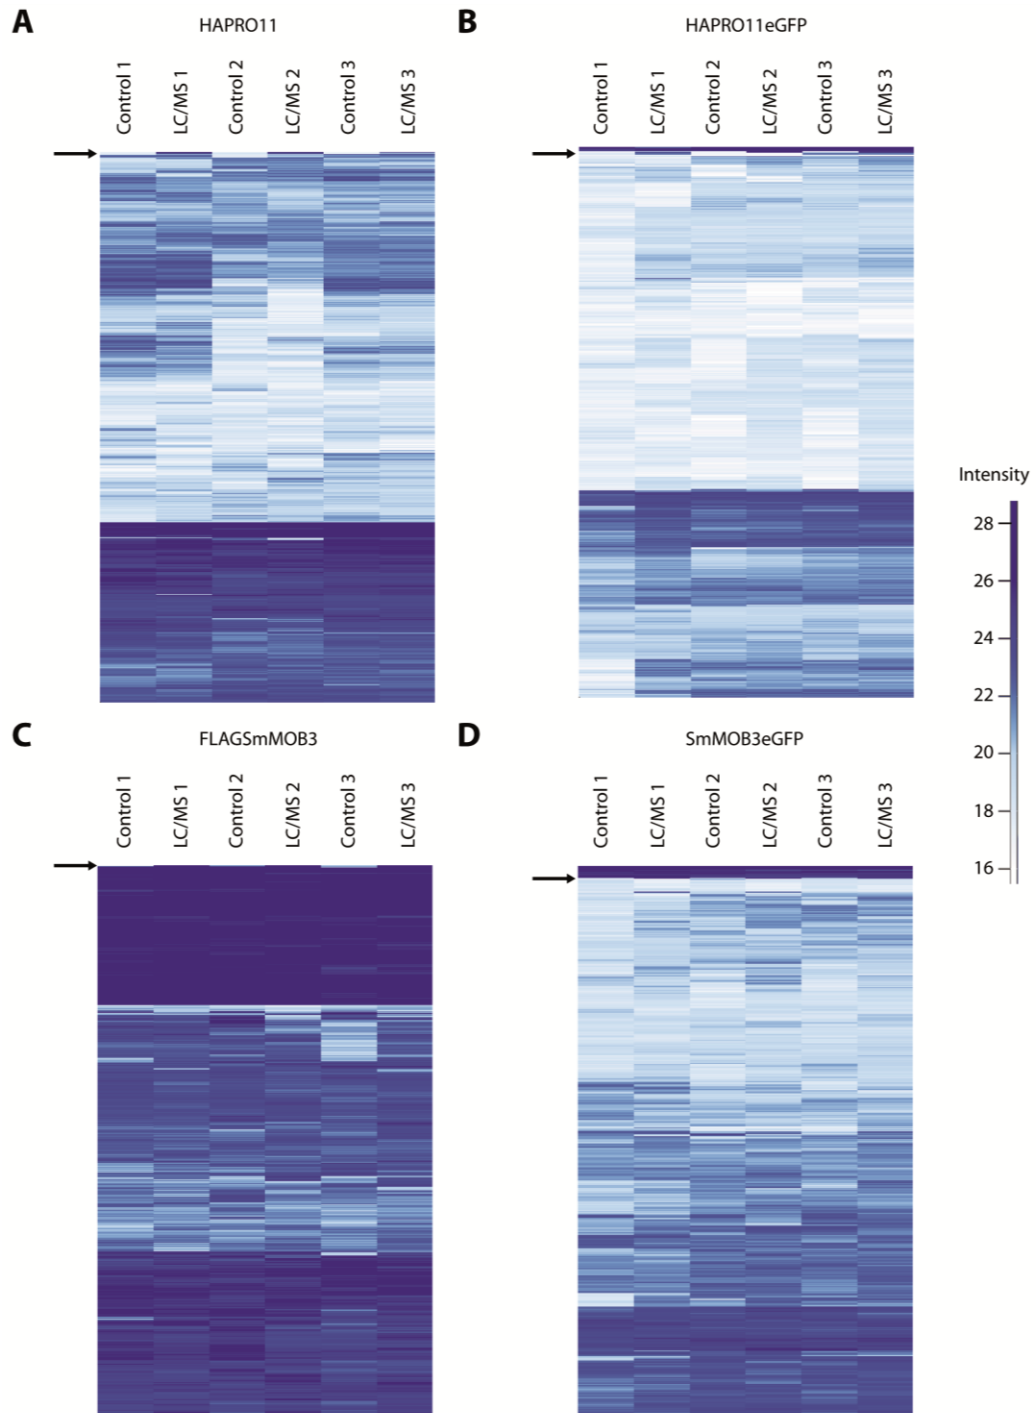 A
HAPRO11
Control 1
LC/MS 1
Control 2
LC/MS 2
Control 3
LC/MS 3
B
HAPRO11eGFP
Control 1
LC/MS 1
Control 2
LC/MS 2
Control 3
LC/MS 3
Intensity
28
26
24
22
20
18
16
C
FLAGSmMOB3
Control 1
LC/MS 1
Control 2
LC/MS 2
Control 3
LC/MS 3
D
SmMOB3eGFP
Control 1
LC/MS 1
Control 2
LC/MS 2
Control 3
LC/MS 3